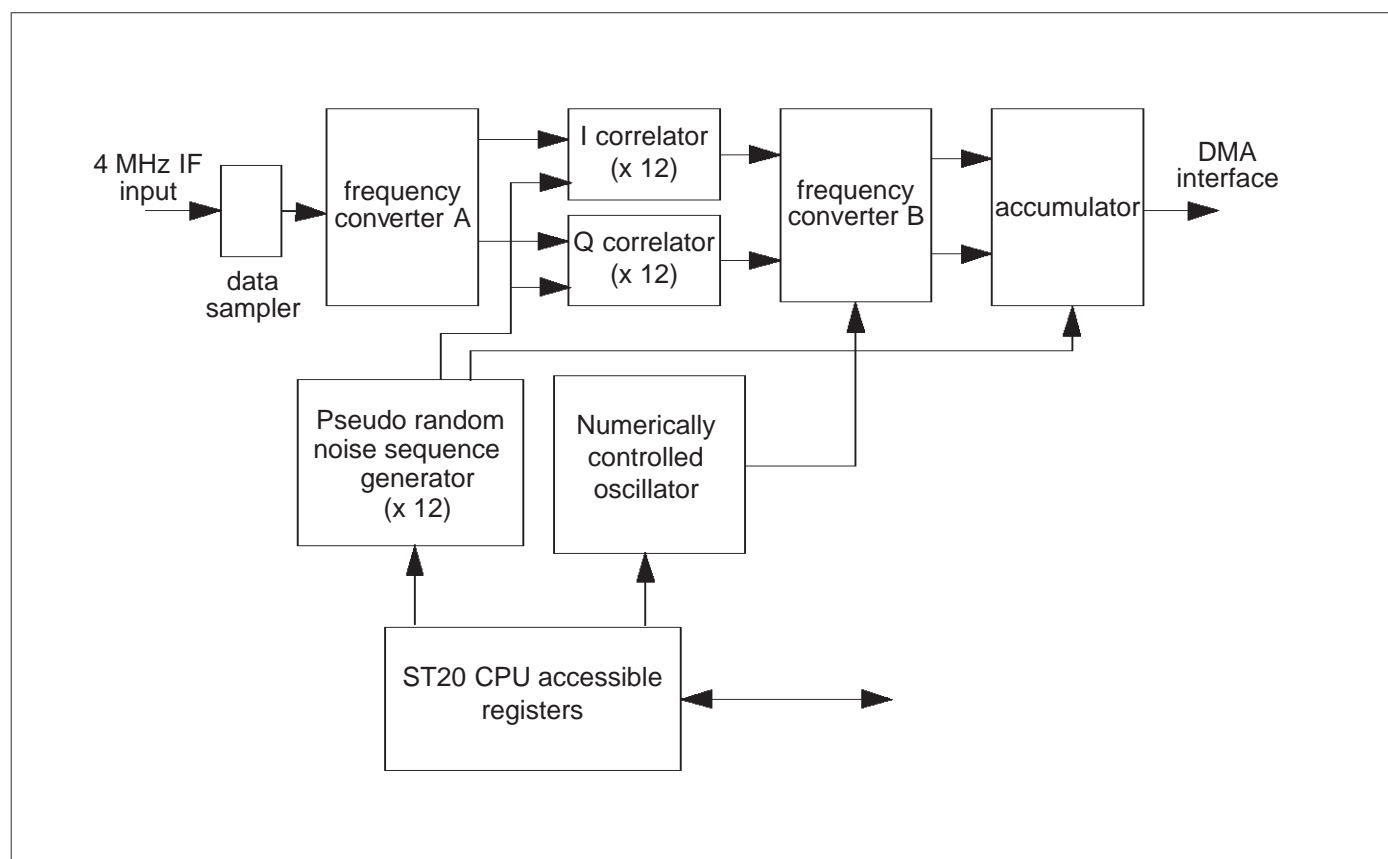 4 MHz IF
input
data
sampler
frequency
converter A
I correlator
(x 12)
Q correlator
(x 12)
frequency
converter B
accumulator
DMA
interface
Pseudo random
noise sequence
generator
(x 12)
Numerically
controlled
oscillator
ST20 CPU accessible
registers